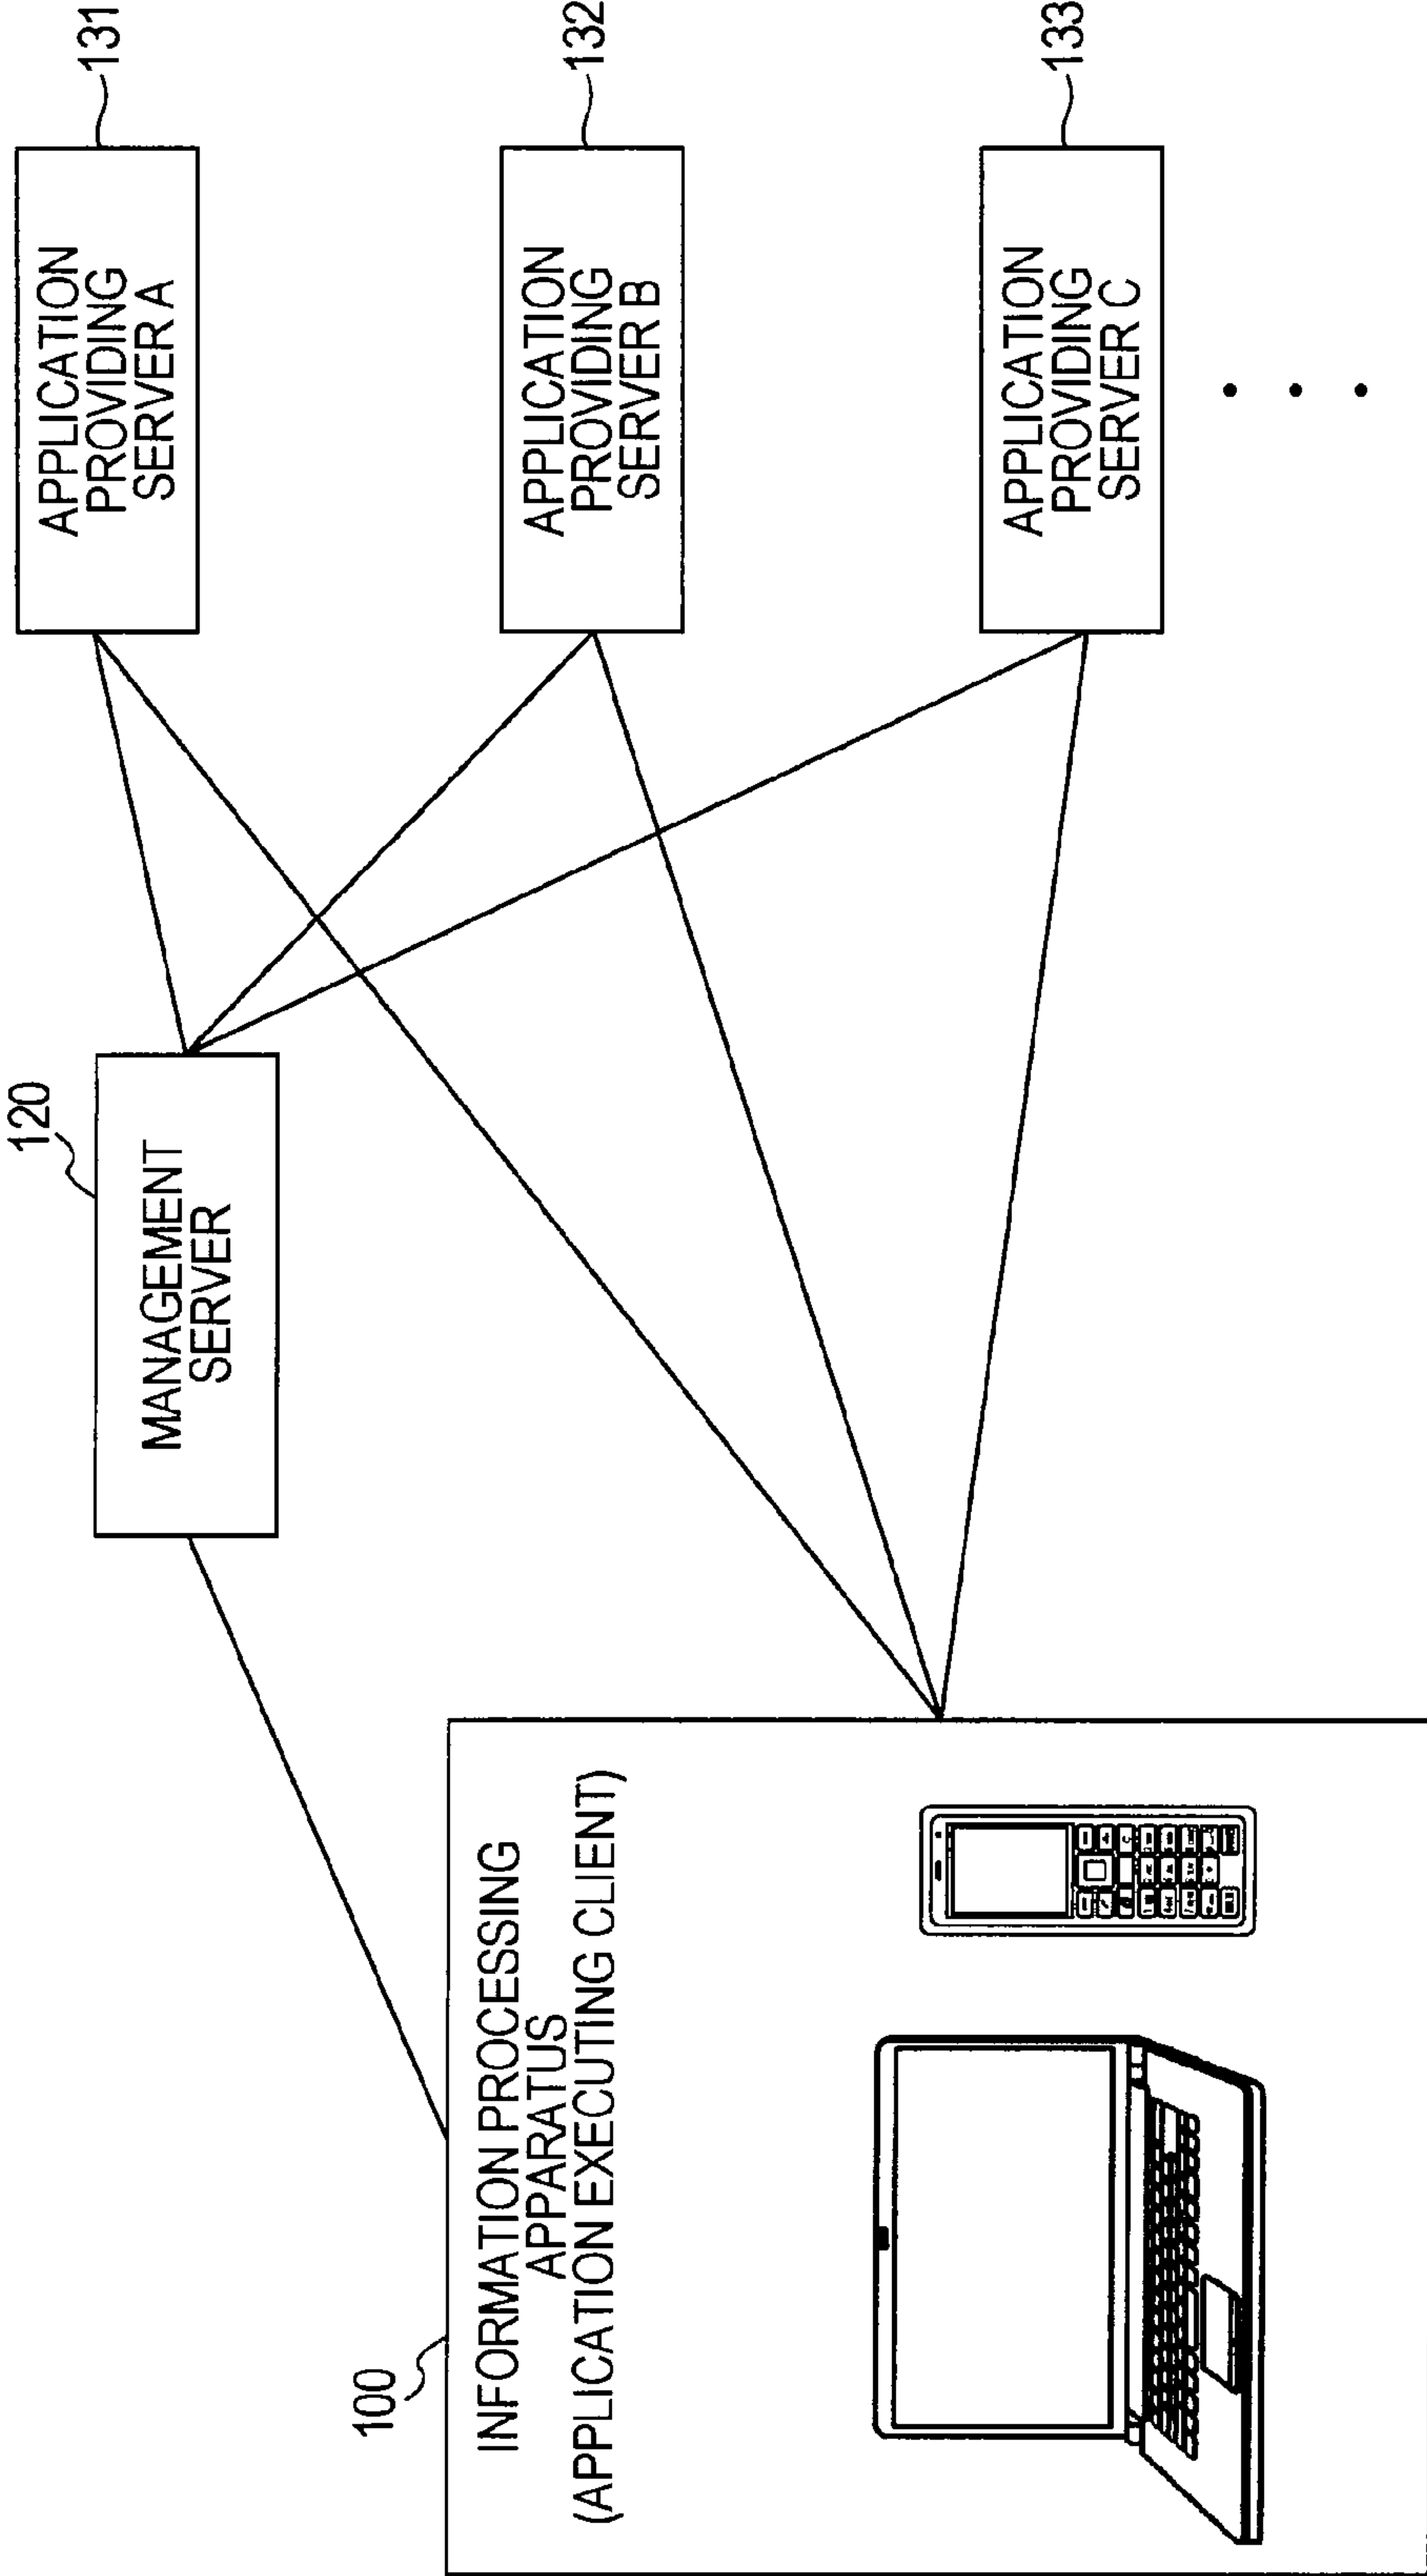 120
MANAGEMENT
SERVER
100
INFORMATION PROCESSING
APPARATUS
(APPLICATION EXECUTING CLIENT)
APPLICATION
PROVIDING
SERVER A
131
APPLICATION
PROVIDING
SERVER B
132
APPLICATION
PROVIDING
SERVER C
133